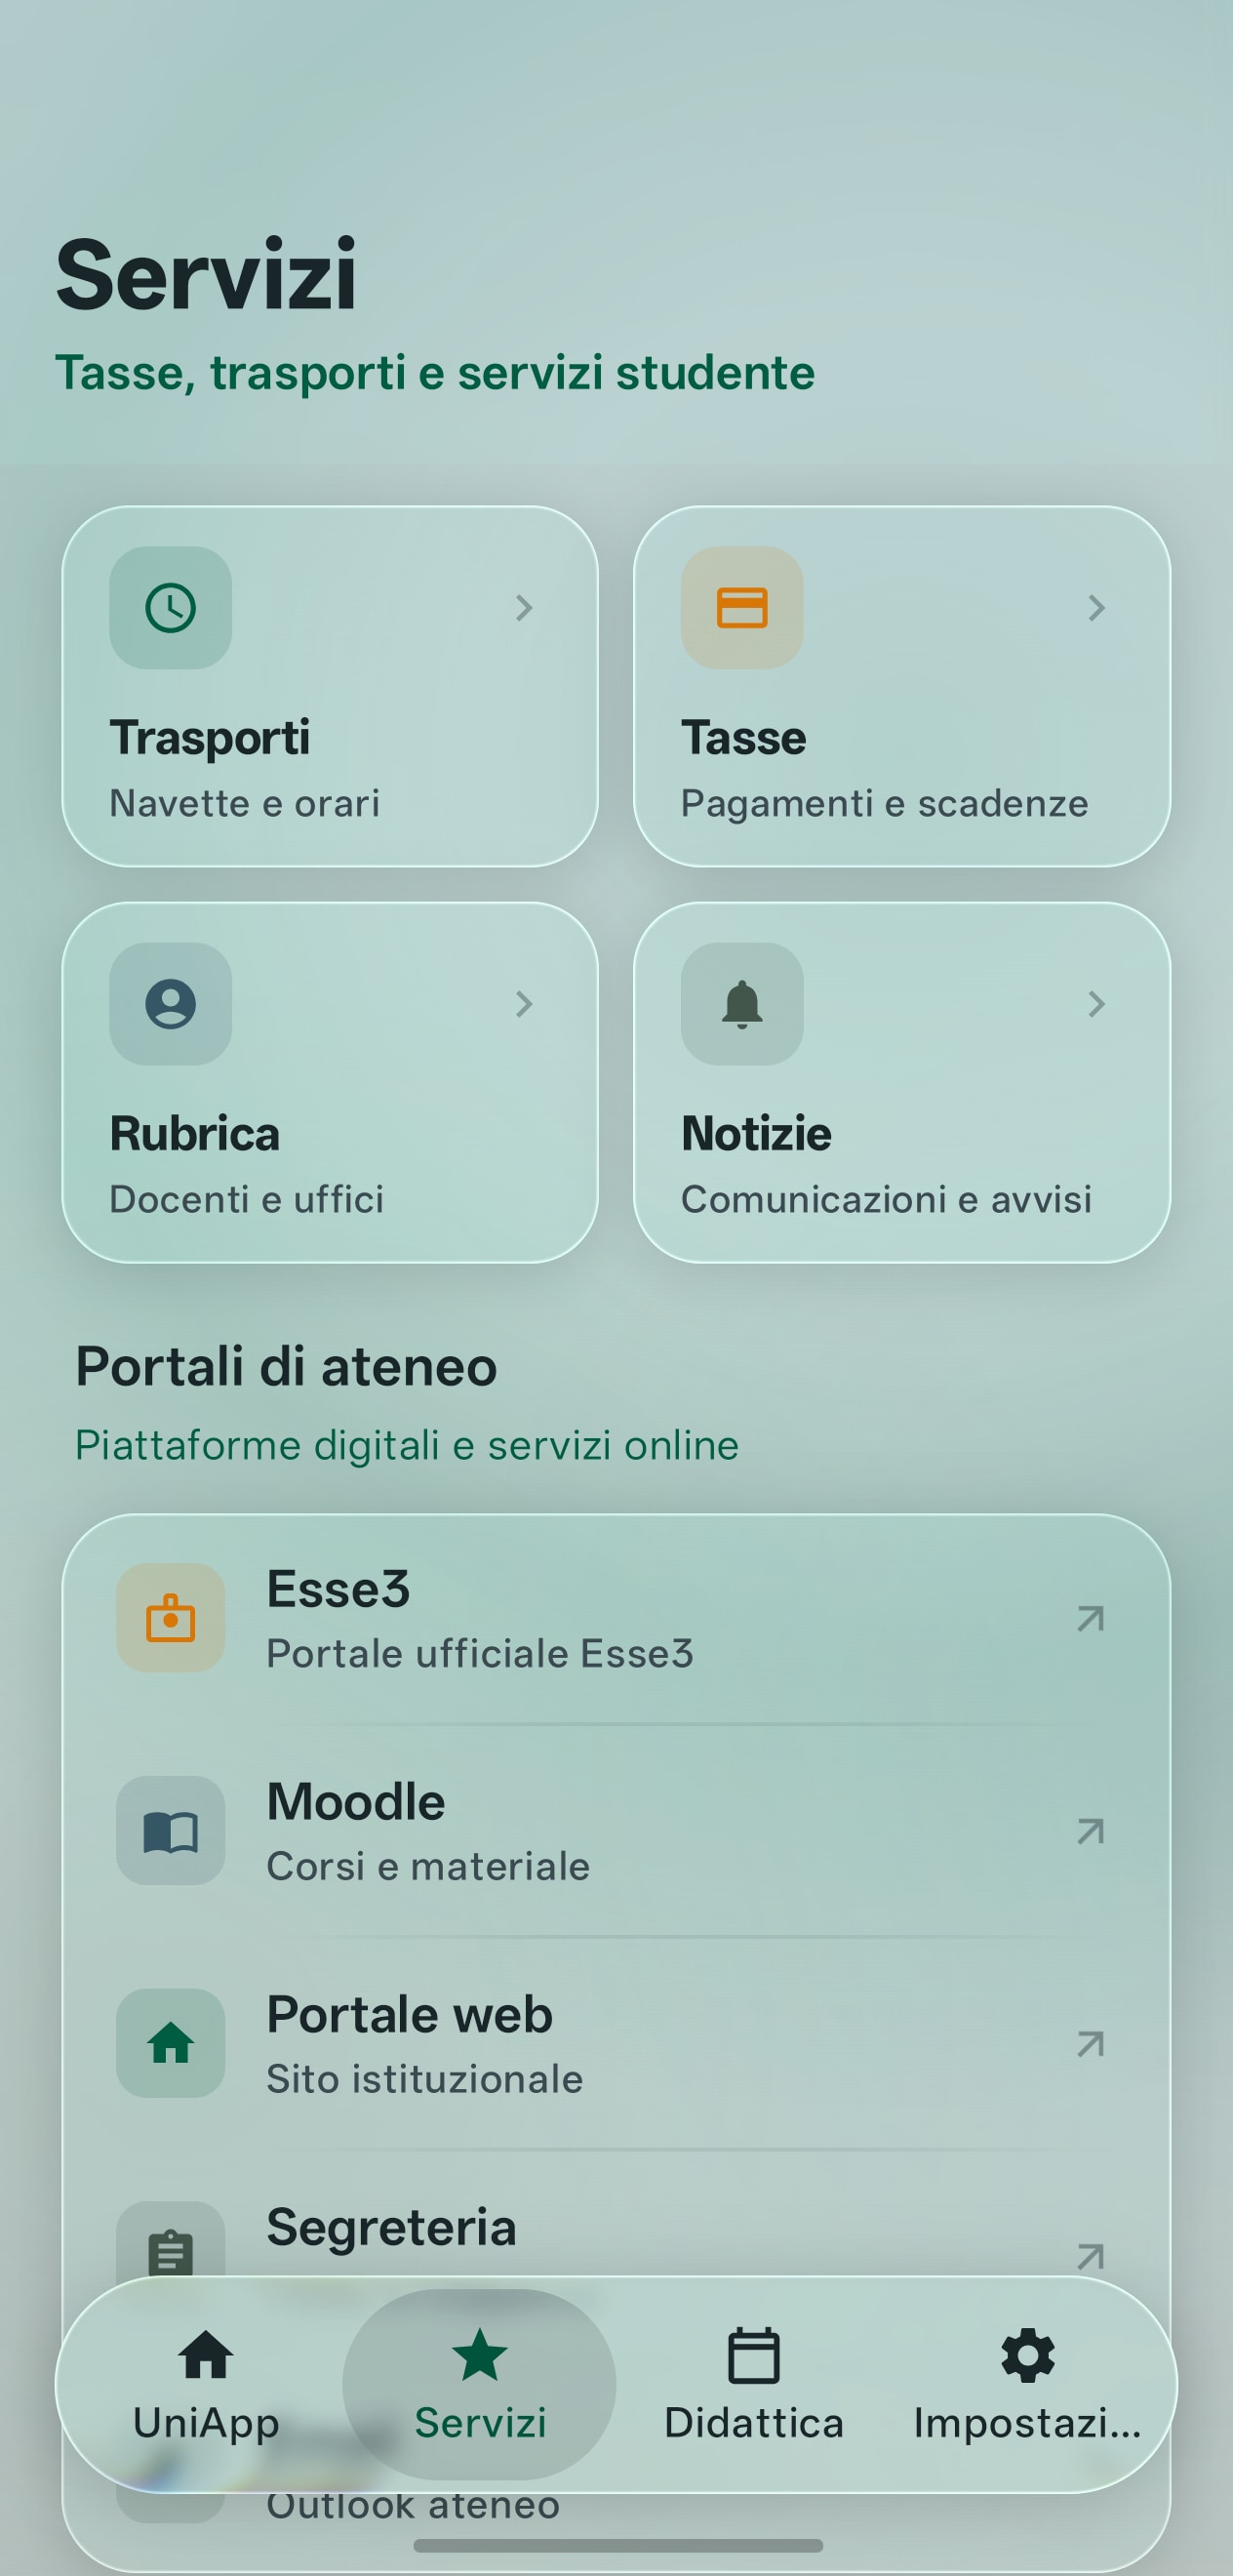 Servizi
Tasse, trasporti e servizi studente
Trasporti
Navette e orari
Tasse
Pagamenti e scadenze
Rubrica
Docenti e uffici
Notizie
Comunicazioni e avvisi
Portali di ateneo
Piattaforme digitali e servizi online
Esse3
Portale ufficiale Esse3
Moodle
Corsi e materiale
Portale web
Sito istituzionale
Segreteria
UniApp
Servizi
Didattica
Impostazi...
Outlook ateneo